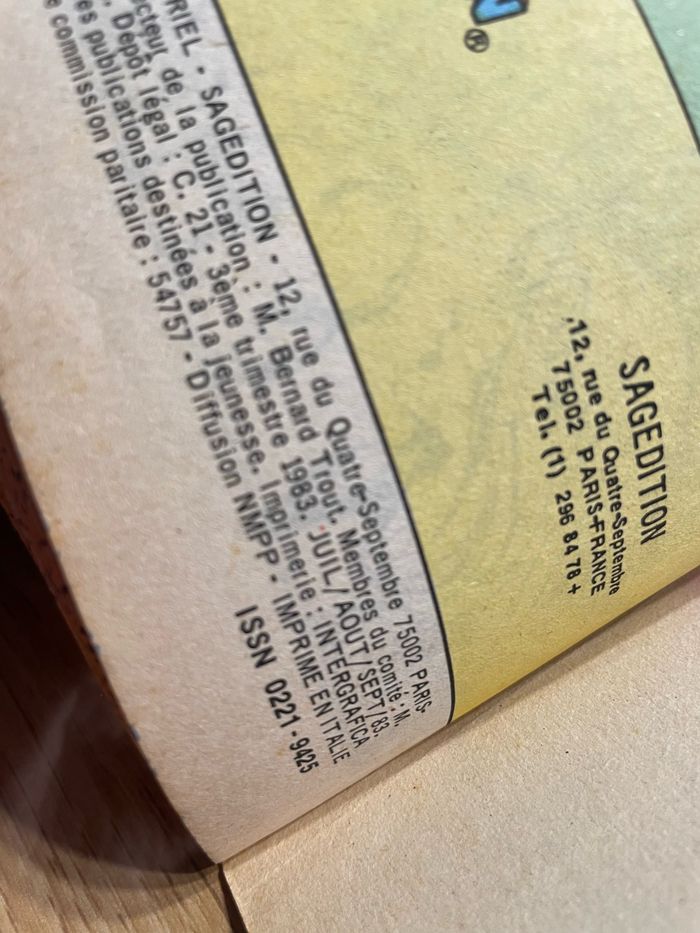 N®
SAGEDITION
12, rue du Quatre-Septembre
75002 PARIS-FRANCE
Tel. (1) 296 84 78 +
RIEL - SAGEDITION - 12, rue du Quatre-Septembre 75002 PARIS-
cteur de la publication : M. Bernard Trout. Membres du comité : M.
Dépôt légal : C. 21 - 3ème trimestre 1983. JUIL/AOUT/SEPT/83.
es publications destinées à la jeunesse. Imprimerie : INTERGRAFICA
e commission paritaire : 54757 - Diffusion NMPP - IMPRIME EN ITALIE
ISSN 0221-9425